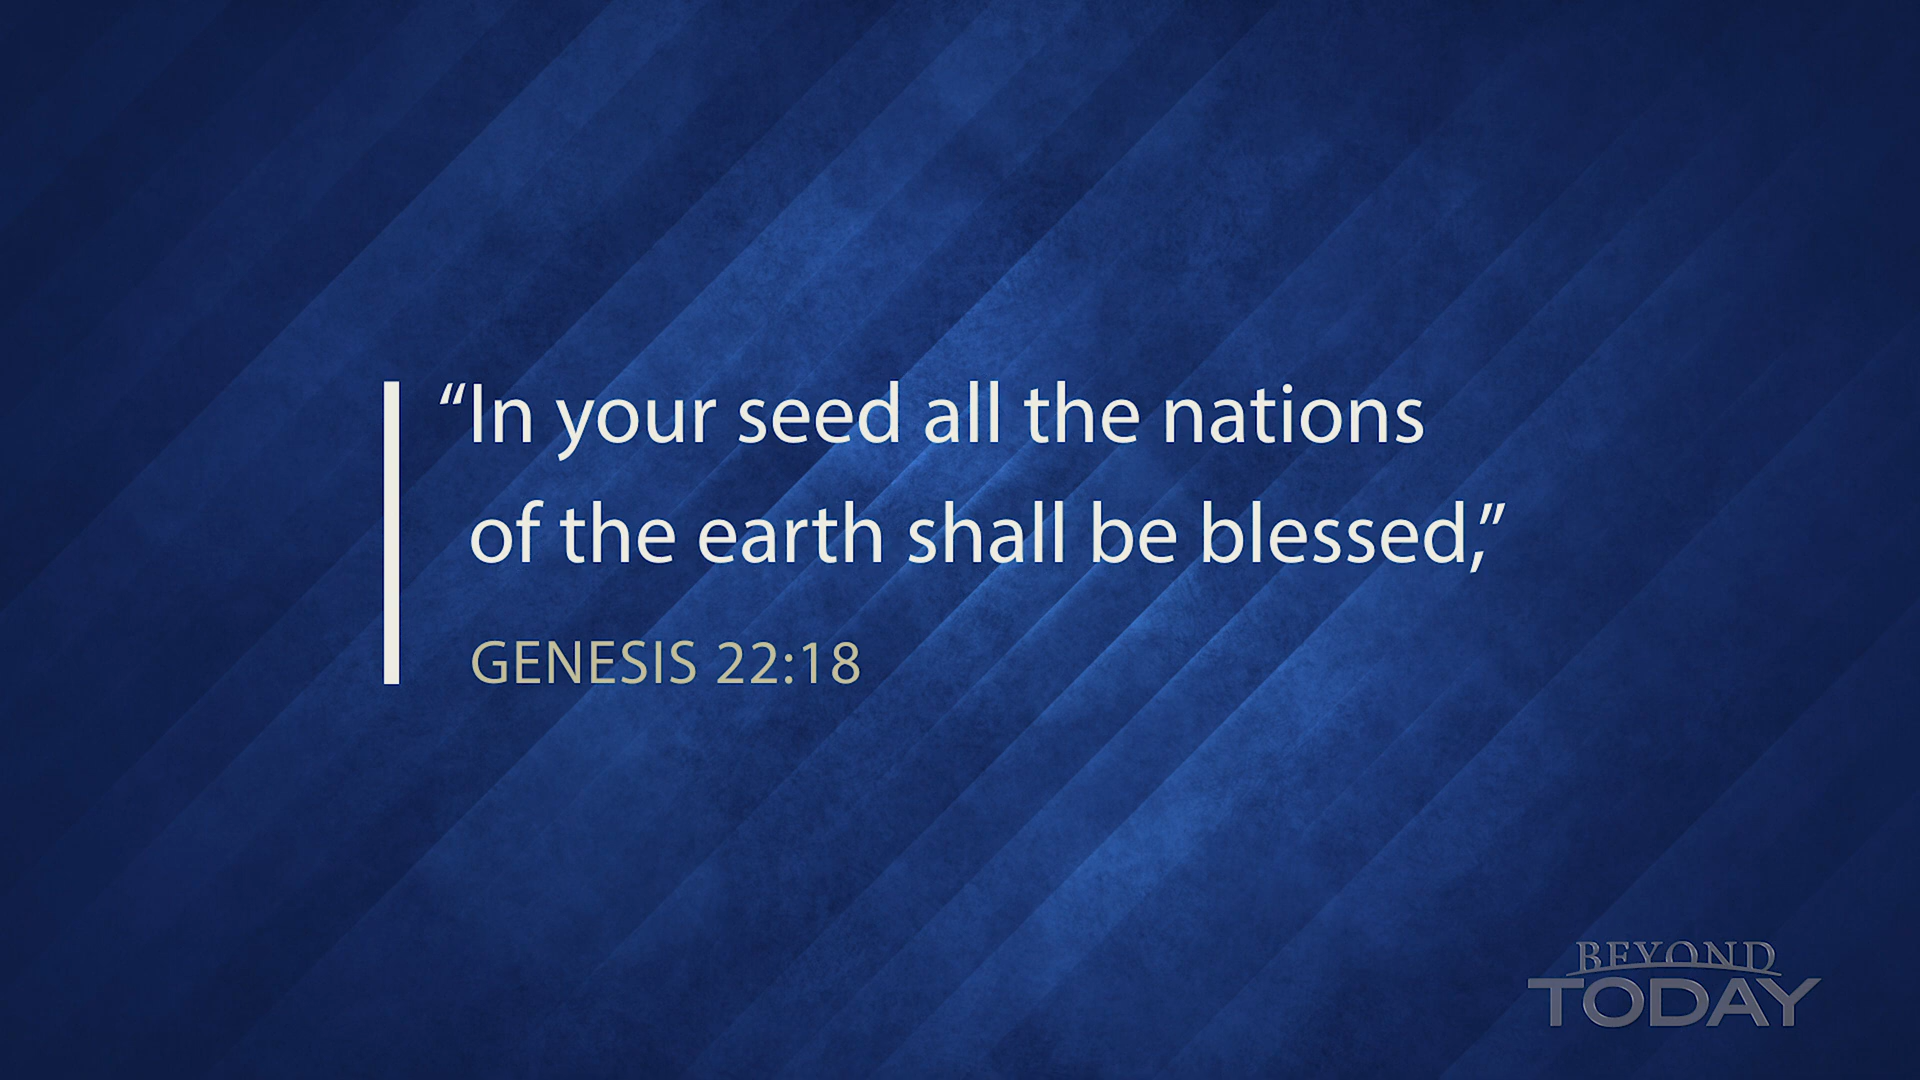 “In your seed all the nations
of the earth shall be blessed,”
GENESIS 22:18
BEYOND
TODAY